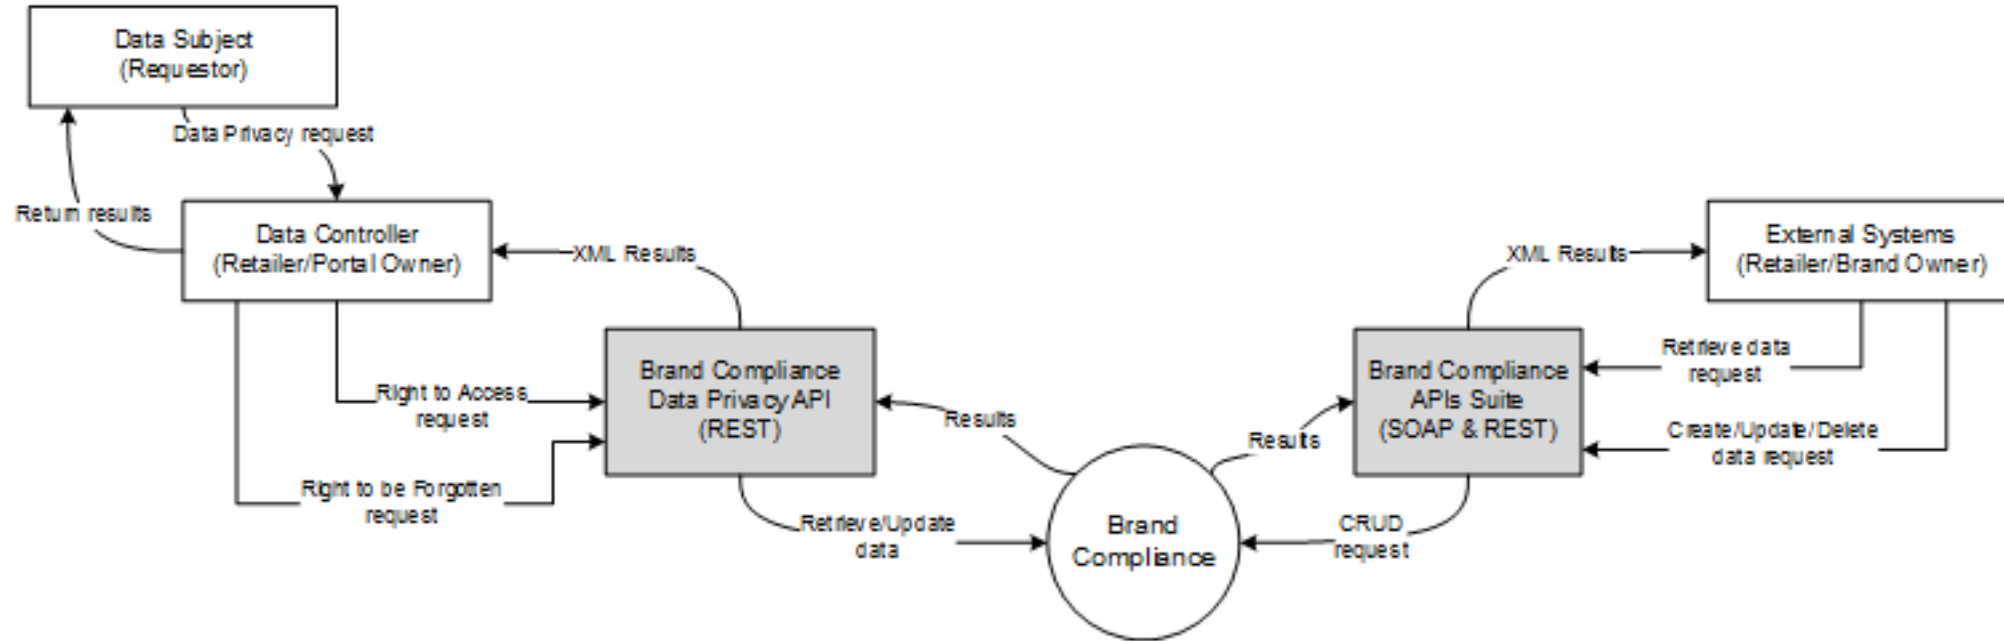 Data Subject
(Requestor)
Data Privacy request
Return results
Data Controller
(Retailer/Portal Owner)
XML Results
XML Results
External Systems
(Retailer/Brand Owner)
Right to Access
request
Brand Compliance
Data Privacy API
(REST)
Results
Results
Brand Compliance
APIs Suite
(SOAP & REST)
Retrieve data
request
Create/Update/Delete
data request
Right to be Forgotten
request
Retrieve/Update
data
Brand
Compliance
CRUD
request